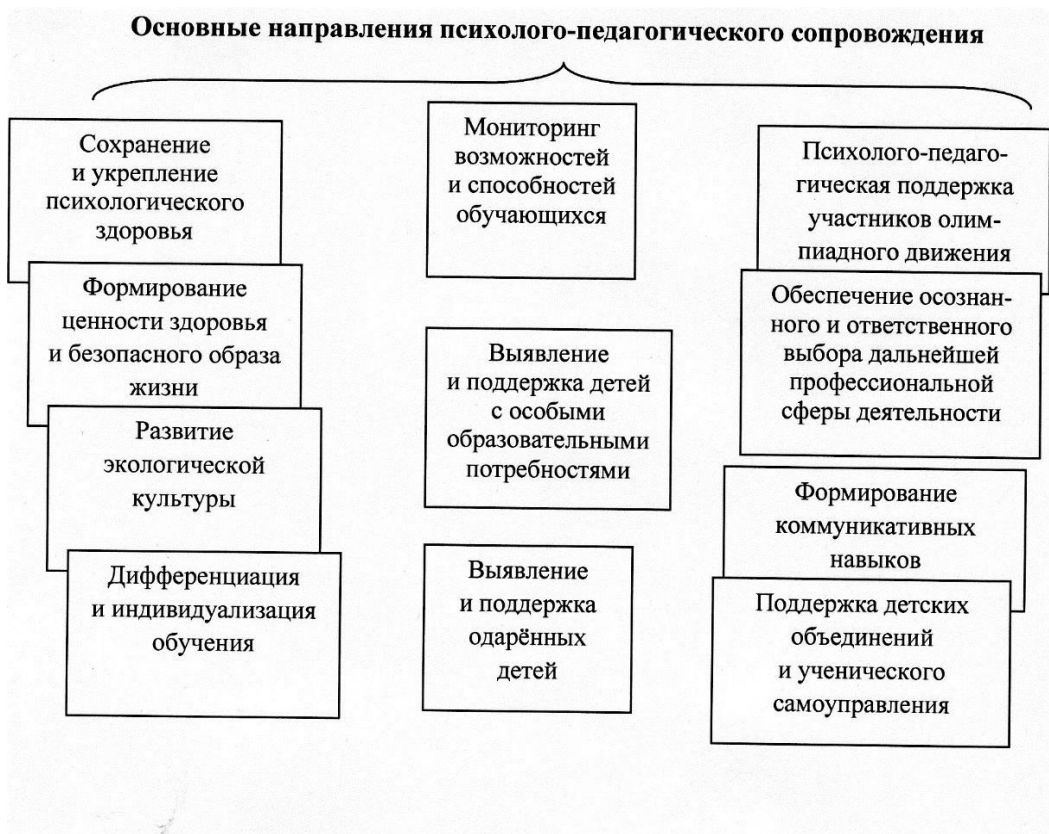 Основные направления психолого-педагогического сопровождения
Сохранение
и укрепление
психологического
здоровья
Формирование
ценности здоровья
и безопасного образа
жизни
Развитие
экологической
культуры
Дифференциация
и индивидуализация
обучения
Мониторинг
возможностей
и способностей
обучающихся
Выявление
и поддержка детей
с особыми
образовательными
потребностями
Выявление
и поддержка
одарённых
детей
Психолого-педаго-
гическая поддержка
участников олим-
пиадного движения
Обеспечение осознан-
ного и ответственного
выбора дальнейшей
профессиональной
сферы деятельности
Формирование
коммуникативных
навыков
Поддержка детских
объединений
и ученического
самоуправления